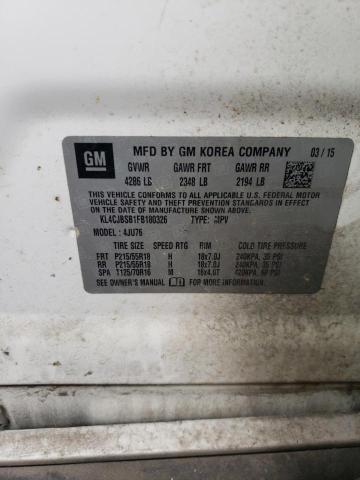 GM
MFD BY GM KOREA COMPANY 03/15
GVWR GAWR FRT GAWR RR
4286 LB 2348 LB 2194 LB
THIS VEHICLE CONFORMS TO ALL APPLICABLE U.S. FEDERAL MOTOR
VEHICLE SAFETY AND THEFT PREVENTION STANDARDS IN EFFECT
ON THE DATE OF MANUFACTURE SHOWN ABOVE.
KL4CJBSB1FB180326 TYPE: MPV
MODEL: 4JU76
TIRE SIZE SPEED RTG RIM COLD TIRE PRESSURE
FRT P215/55R18 H 18x7.0J 240KPA, 35 PSI
RR P215/55R18 H 18x7.0J 240KPA, 35 PSI
SPA T125/70R16 M 16x4.0T 420KPA, 60 PSI
SEE OWNER'S MANUAL FOR MORE INFORMATION